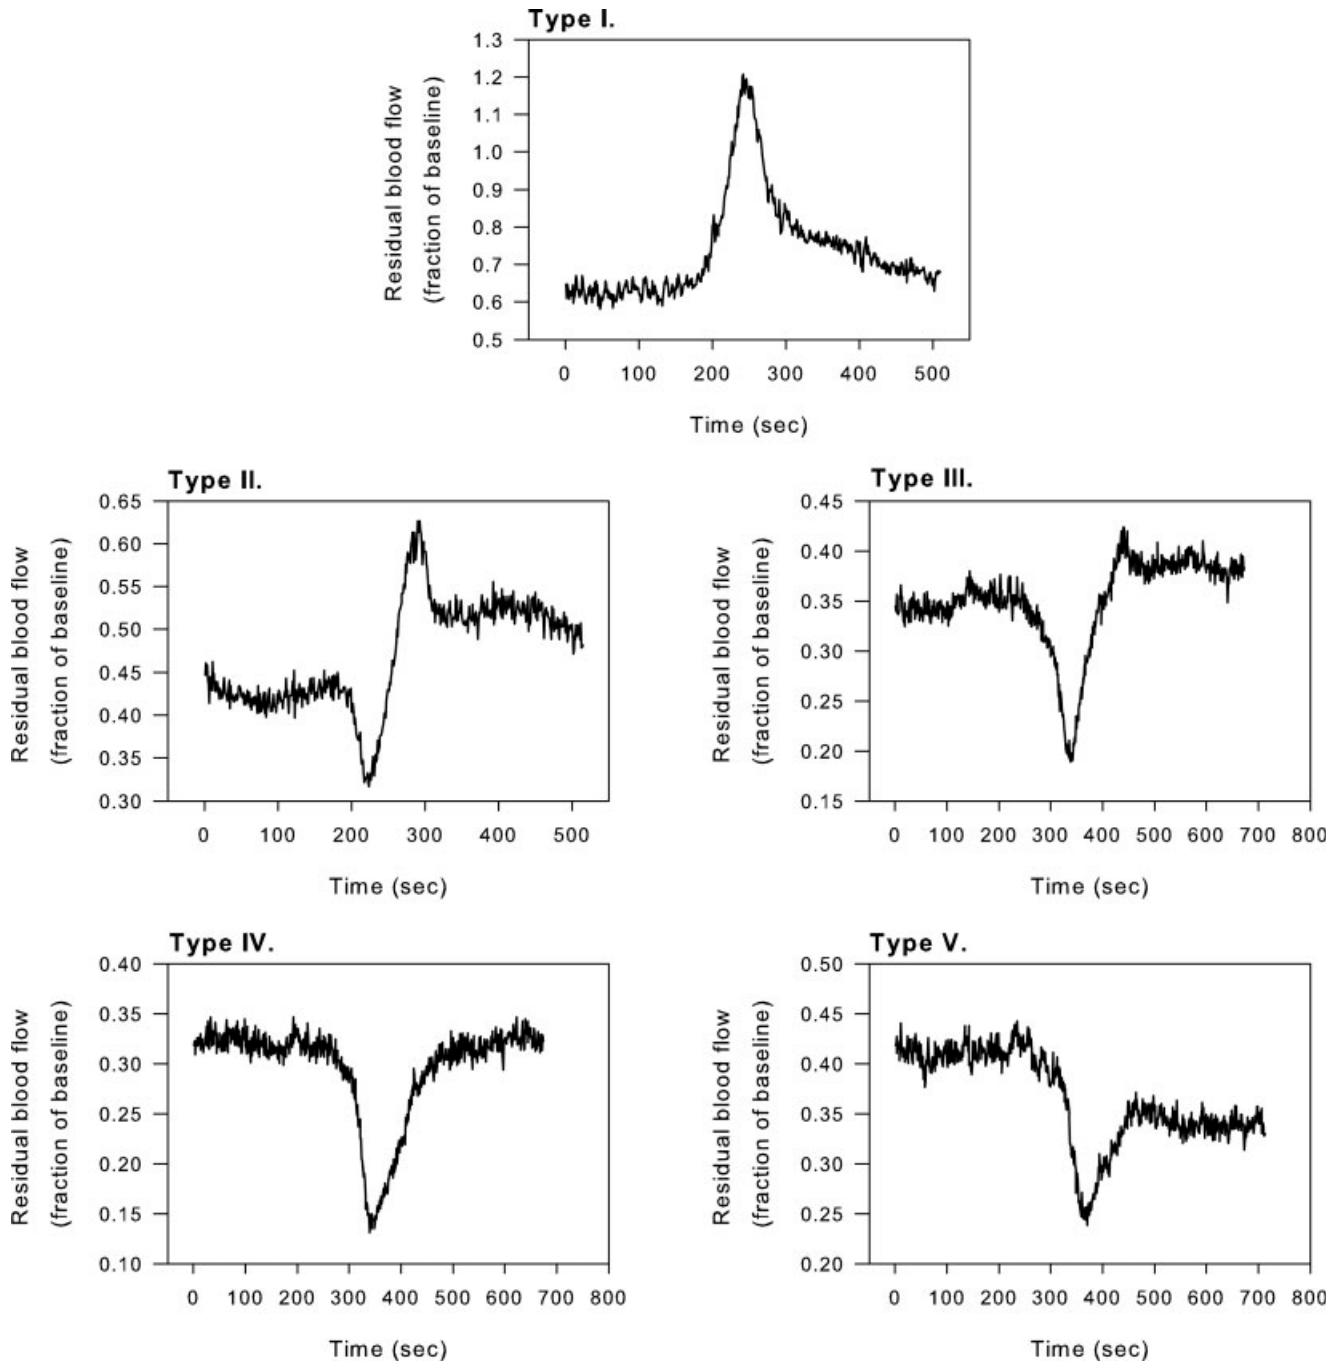 Type I.
Residual blood flow
(fraction of baseline)
1.3
1.2
1.1
1.0
0.9
0.8
0.7
0.6
0.5
0 100 200 300 400 500
Time (sec)
Type II.
Residual blood flow
(fraction of baseline)
0.65
0.60
0.55
0.50
0.45
0.40
0.35
0.30
0 100 200 300 400 500
Time (sec)
Type III.
Residual blood flow
(fraction of baseline)
0.45
0.40
0.35
0.30
0.25
0.20
0.15
0 100 200 300 400 500 600 700 800
Time (sec)
Type IV.
Residual blood flow
(fraction of baseline)
0.40
0.35
0.30
0.25
0.20
0.15
0.10
0 100 200 300 400 500 600 700 800
Time (sec)
Type V.
Residual blood flow
(fraction of baseline)
0.50
0.45
0.40
0.35
0.30
0.25
0.20
0 100 200 300 400 500 600 700 800
Time (sec)